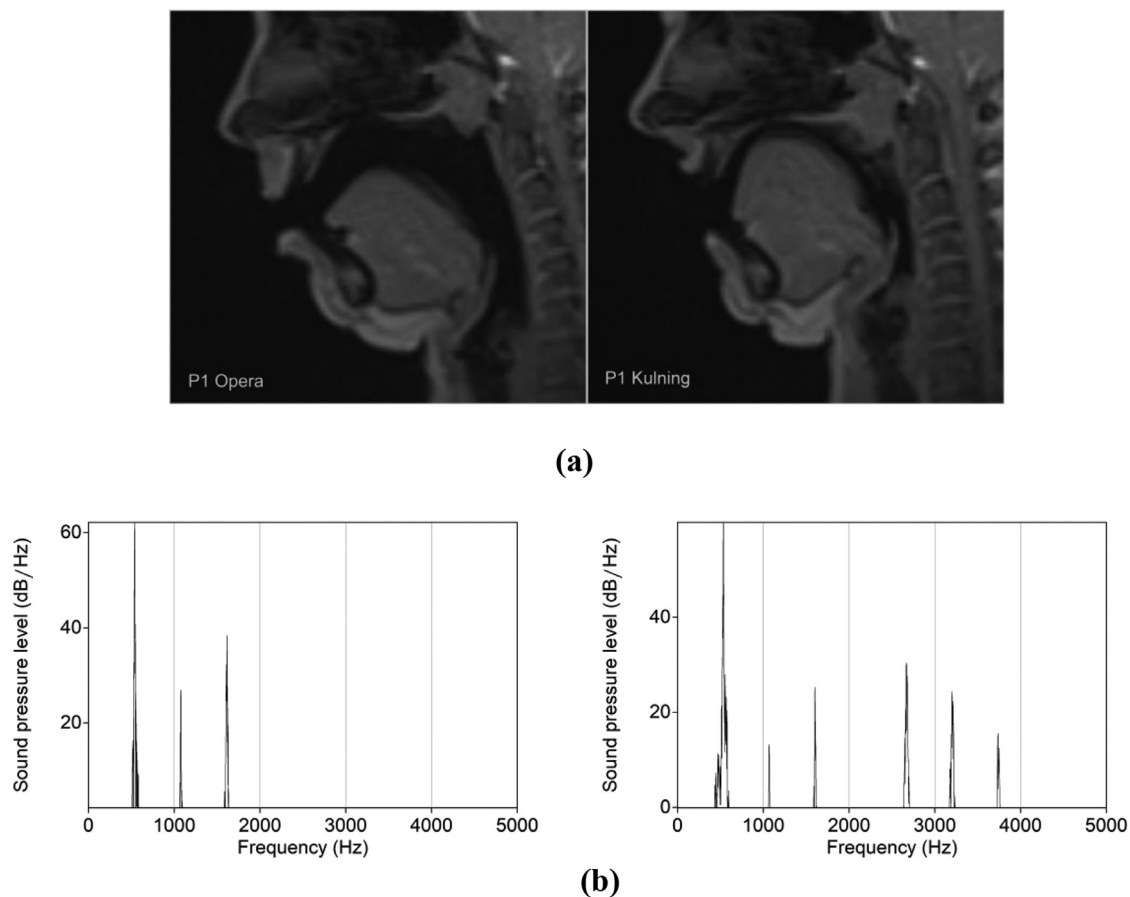 P1 Opera
P1 Kulning
(a)
Sound pressure level (dB/Hz)
60
40
20
0
1000
2000
3000
4000
5000
Frequency (Hz)
Sound pressure level (dB/Hz)
40
20
0
0
1000
2000
3000
4000
5000
Frequency (Hz)
(b)